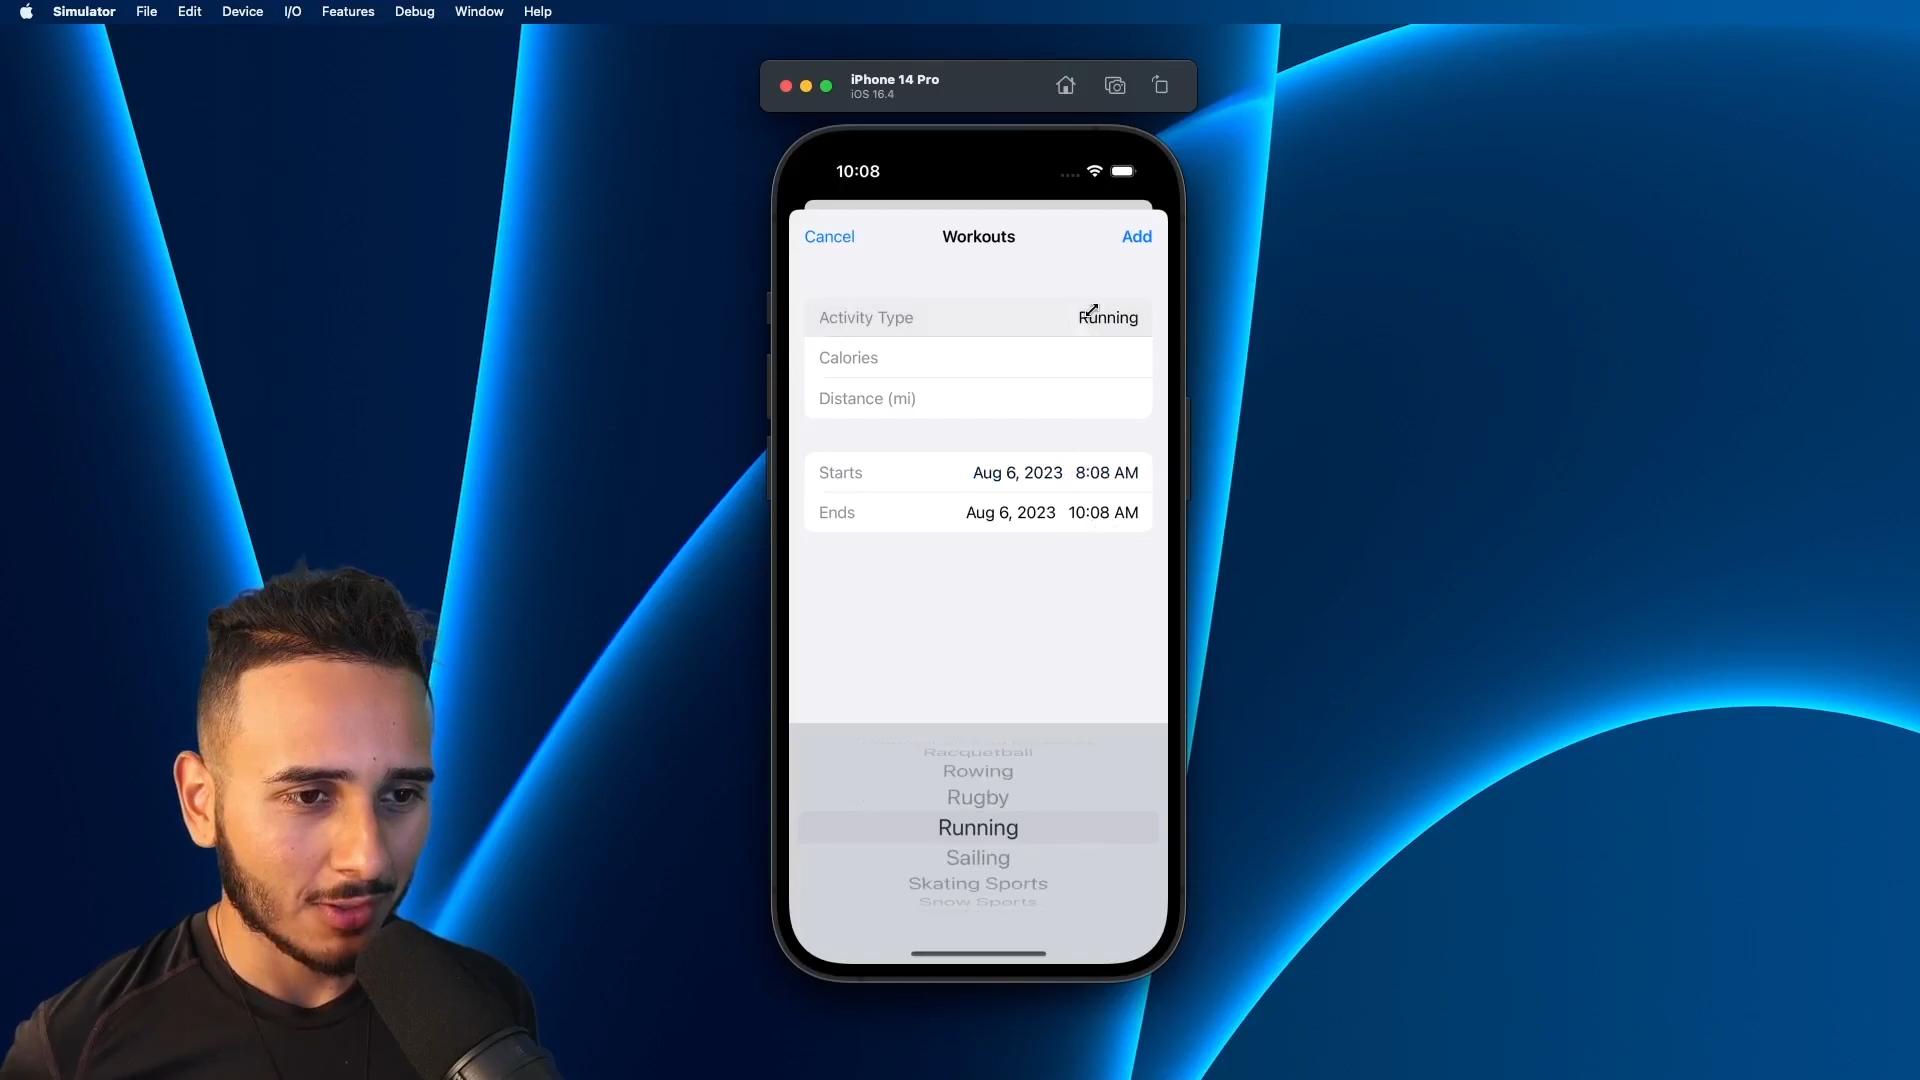 Simulator File Edit Device I/O Features Debug Window Help
iPhone 14 Pro
iOS 16.4
10:08
Cancel Workouts Add
Activity Type Running
Calories
Distance (mi)
Starts Aug 6, 2023 8:08 AM
Ends Aug 6, 2023 10:08 AM
Racquetball
Rowing
Rugby
Running
Sailing
Skating Sports
Snow Sports